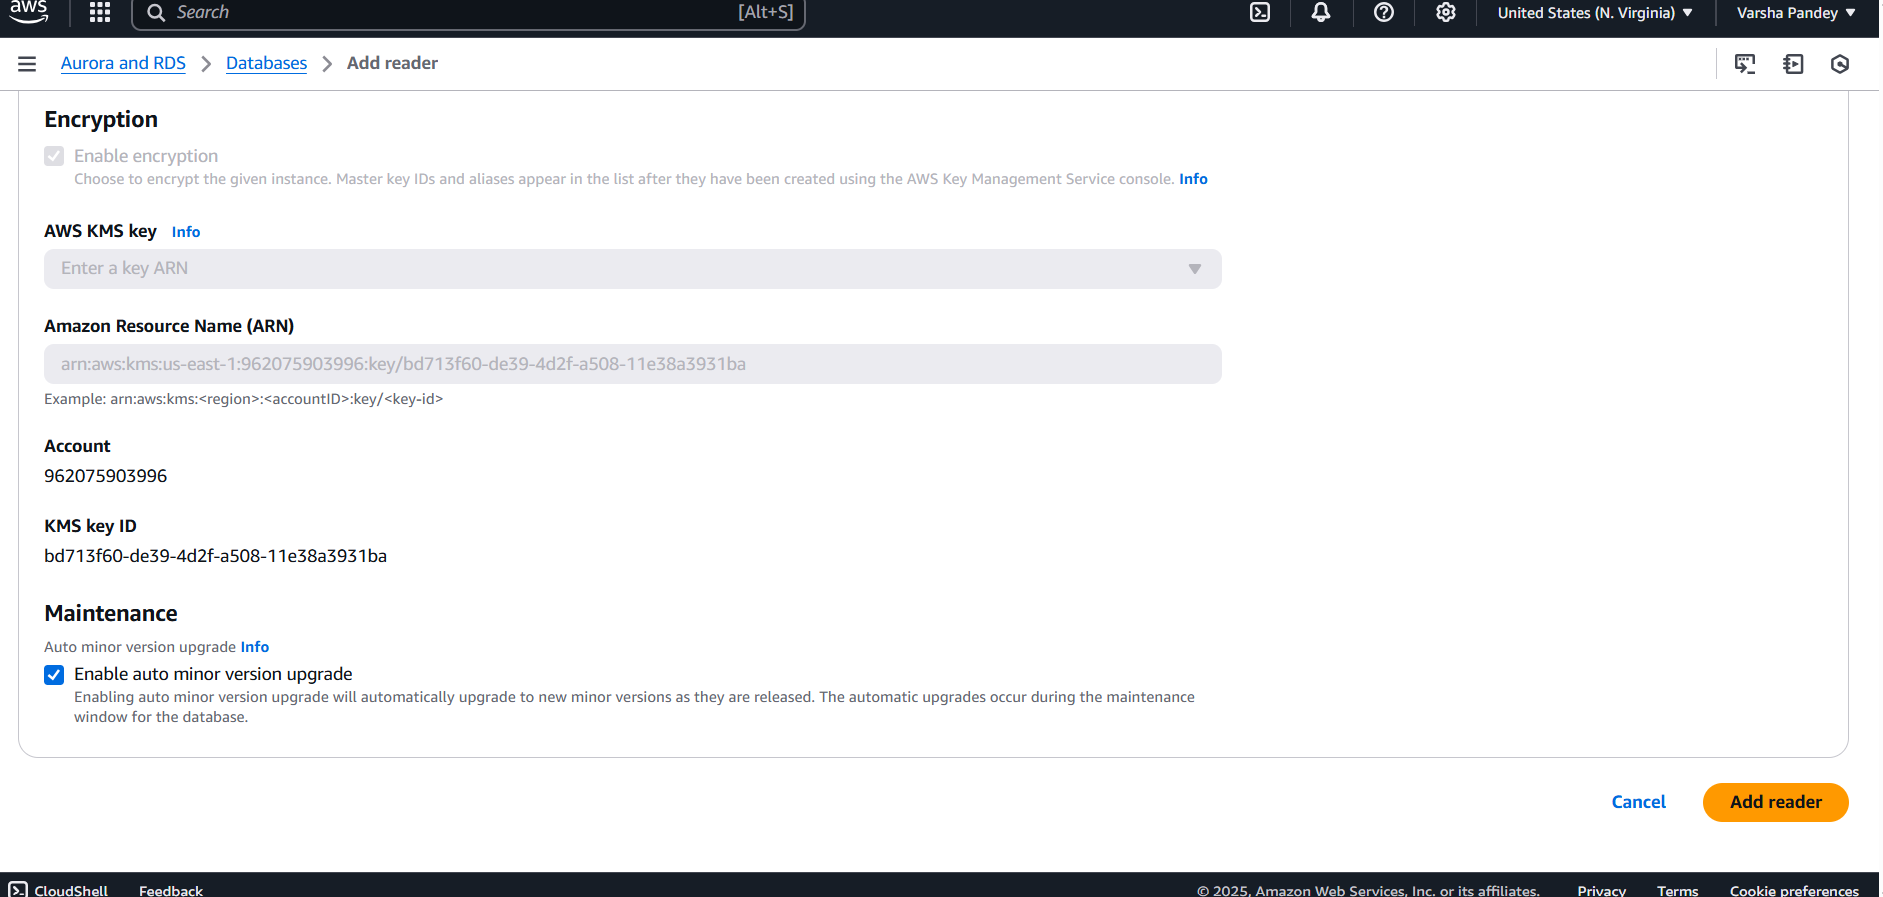 aws
Search [Alt+S] United States (N. Virginia) Varsha Pandey
Aurora and RDS Databases Add reader
Encryption
Enable encryption
Choose to encrypt the given instance. Master key IDs and aliases appear in the list after they have been created using the AWS Key Management Service console. Info
AWS KMS key Info
Enter a key ARN
Amazon Resource Name (ARN)
arn:aws:kms:us-east-1:962075903996:key/bd713f60-de39-4d2f-a508-11e38a3931ba
Example: arn:aws:kms:<region>:<accountID>:key/<key-id>
Account
962075903996
KMS key ID
bd713f60-de39-4d2f-a508-11e38a3931ba
Maintenance
Auto minor version upgrade Info
Enable auto minor version upgrade
Enabling auto minor version upgrade will automatically upgrade to new minor versions as they are released. The automatic upgrades occur during the maintenance
window for the database.
Cancel Add reader
CloudShell Feedback © 2025, Amazon Web Services, Inc. or its affiliates. Privacy Terms Cookie preferences